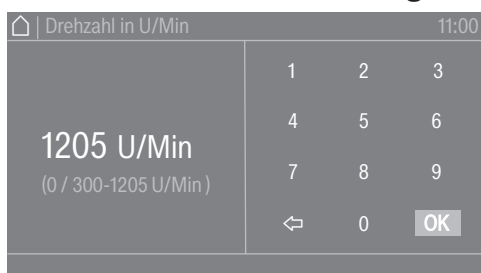 Drehzahl in U/Min 11:00
1205 U/Min
(0 / 300-1205 U/Min)
1 2 3
4 5 6
7 8 9
0 OK